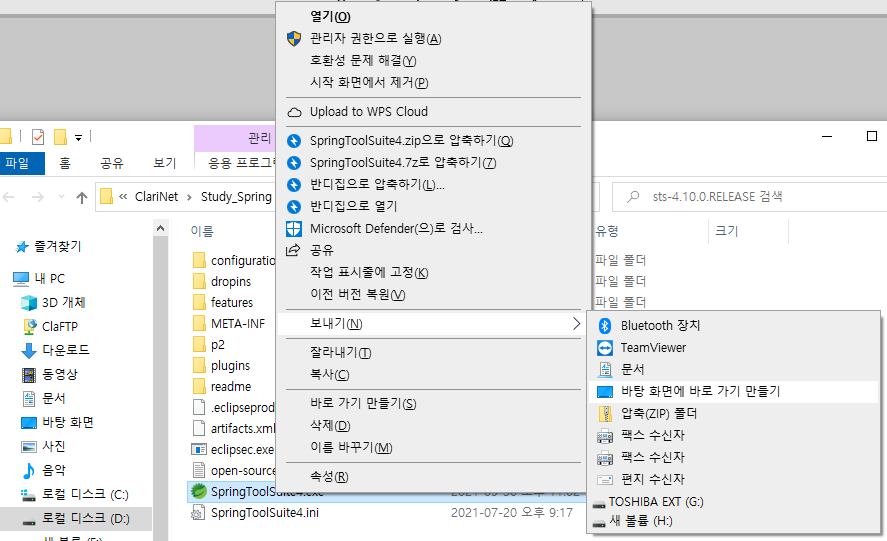 열기(O)
관리자 권한으로 실행(A)
호환성 문제 해결(Y)
시작 화면에서 제거(P)
Upload to WPS Cloud
SpringToolSuite4.zip으로 압축하기(Q)
SpringToolSuite4.7z로 압축하기(7)
반디집으로 압축하기(L)...
반디집으로 열기
Microsoft Defender(으)로 검사...
공유
작업 표시줄에 고정(K)
이전 버전 복원(V)
보내기(N)
잘라내기(T)
복사(C)
바로 가기 만들기(S)
삭제(D)
이름 바꾸기(M)
속성(R)
Bluetooth 장치
TeamViewer
문서
바탕 화면에 바로 가기 만들기
압축(ZIP) 폴더
팩스 수신자
팩스 수신자
편지 수신자
TOSHIBA EXT (G:)
새 볼륨 (H:)
관리
파일 홈 공유 보기 응용 프로그
« ClariNet > Study_Spring
sts-4.10.0.RELEASE 검색
이름 유형 크기
즐겨찾기
내 PC
3D 개체
ClaFTP
다운로드
동영상
문서
바탕 화면
사진
음악
로컬 디스크 (C:)
로컬 디스크 (D:)
configuratio
파일 폴더
dropins
파일 폴더
features
파일 폴더
META-INF
p2
plugins
readme
.eclipseprod
artifacts.xml
eclipsec.exe
open-source
SpringToolSuite4.exe
SpringToolSuite4.ini 2021-07-20 오후 9:17